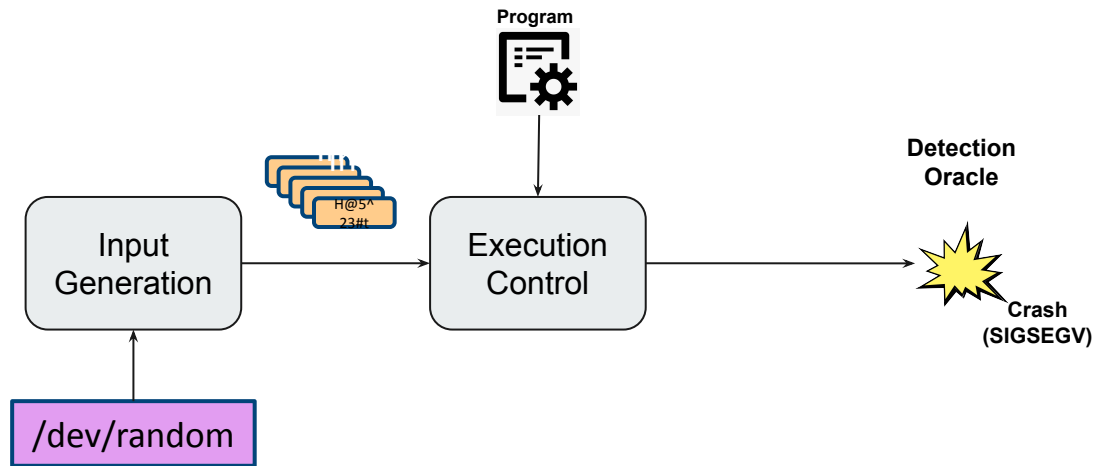 Program
Detection
Oracle
H@5^
23#t
Input
Generation
Execution
Control
Crash
(SIGSEGV)
/dev/random